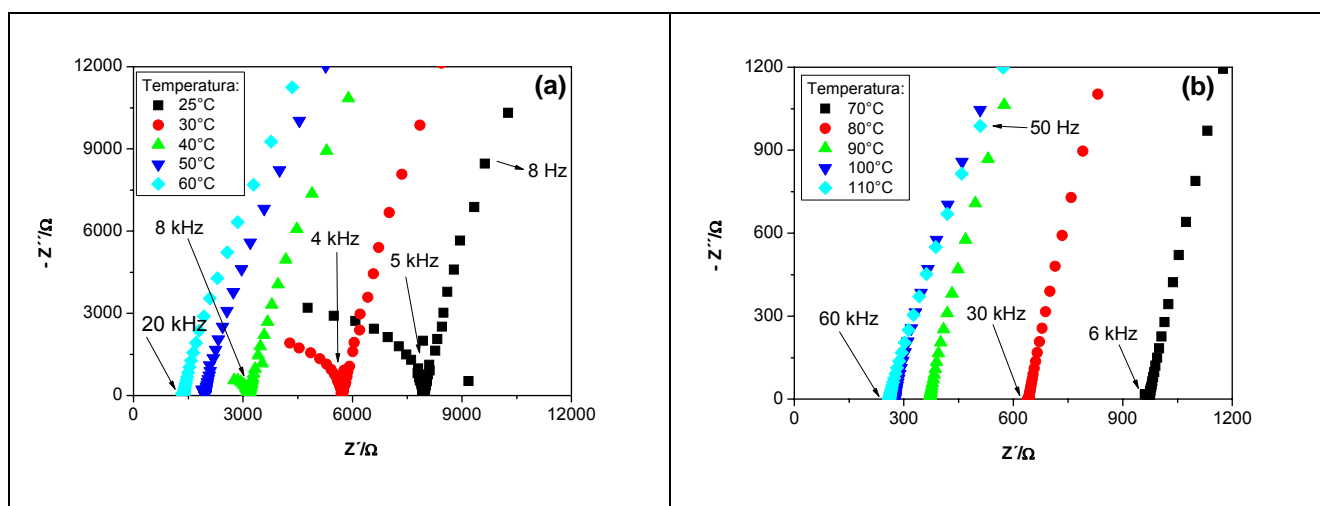 (a)
12000
9000
6000
3000
0
- Z´´/Ω
Temperatura:
25°C
30°C
40°C
50°C
60°C
8 Hz
8 kHz
4 kHz
5 kHz
20 kHz
0 3000 6000 9000 12000
Z´/Ω
(b)
1200
900
600
300
0
- Z´´/Ω
Temperatura:
70°C
80°C
90°C
100°C
110°C
50 Hz
60 kHz
30 kHz
6 kHz
0 300 600 900 1200
Z´/Ω